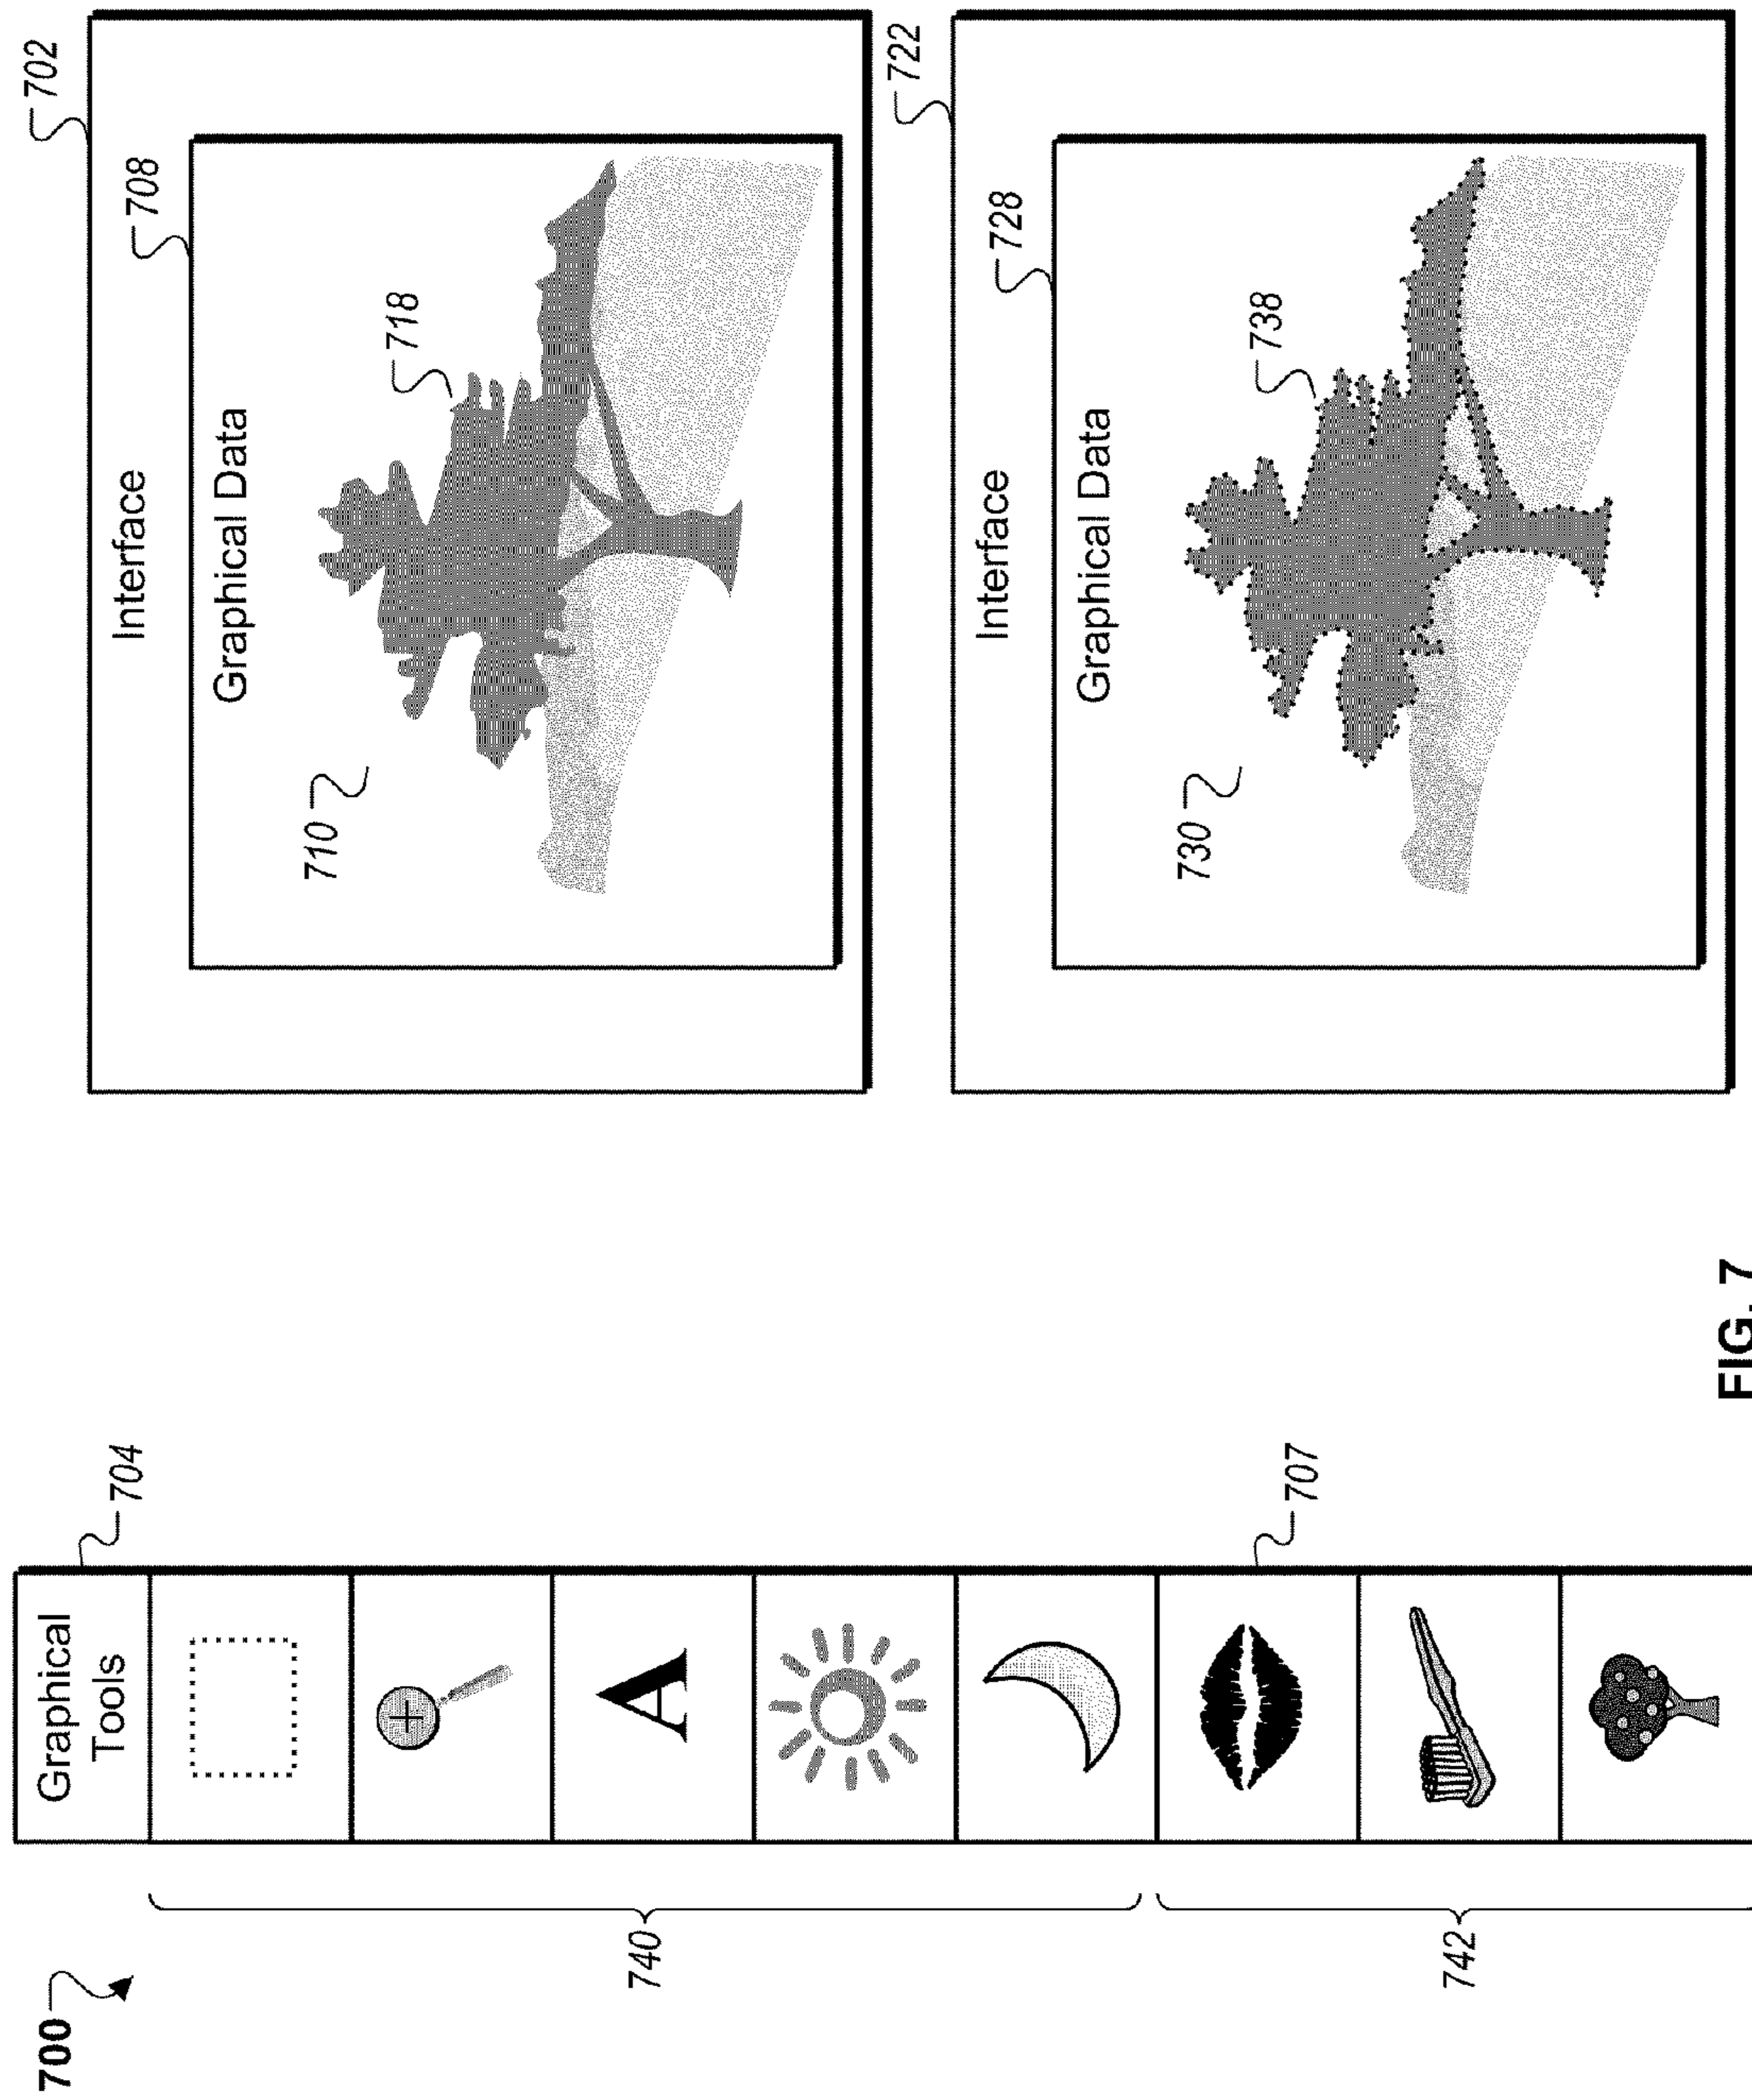 700
Graphical
Tools
704
A
740
707
742
702
Interface
708
Graphical Data
710
718
722
Interface
728
Graphical Data
730
738
FIG. 7